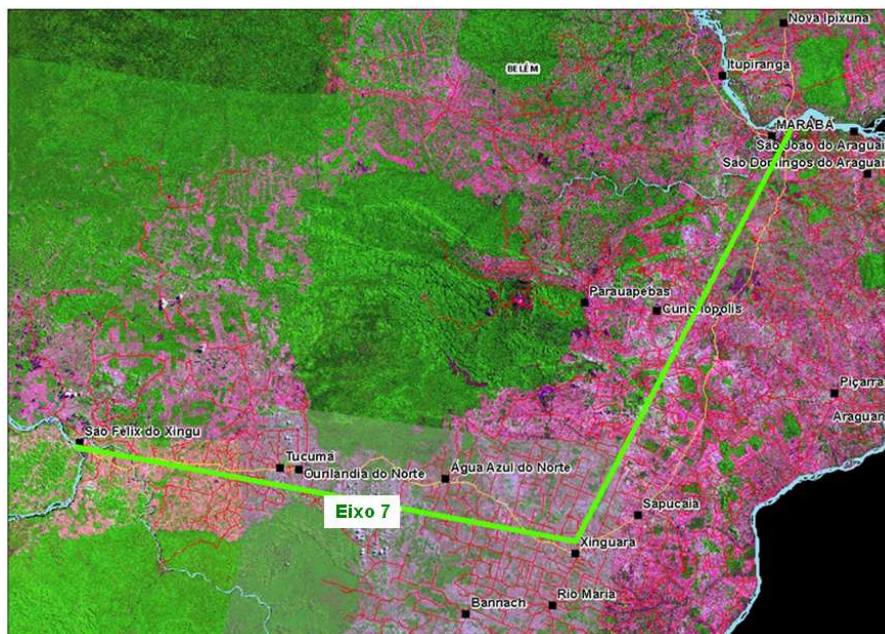 Nova Ipixuna
BELÉM
Itupiranga
MARABÁ
São João do Araguai
São Domingos do Araguai
Parauapebas
Curionópolis
Piçarra
Araguan
São Félix do Xingu
Tucumã
Ourilandia do Norte
Água Azul do Norte
Eixo 7
Sapucaia
Xinguara
Rio Maria
Bannach